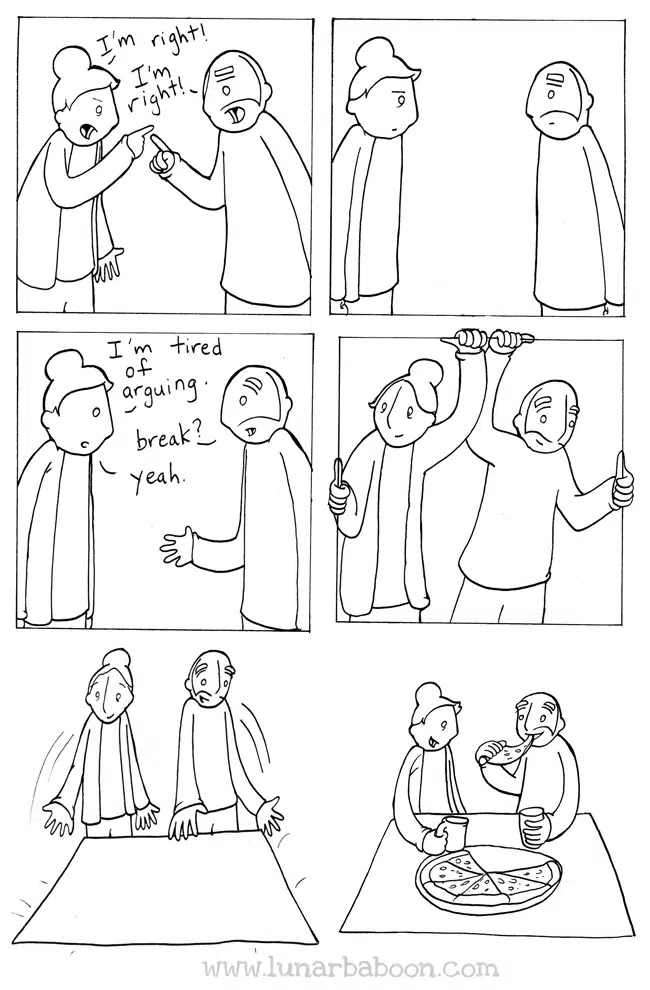 I'm right!
I'm
right!
I'm tired
of
arguing.
break?
yeah.
www.lunarbaboon.com